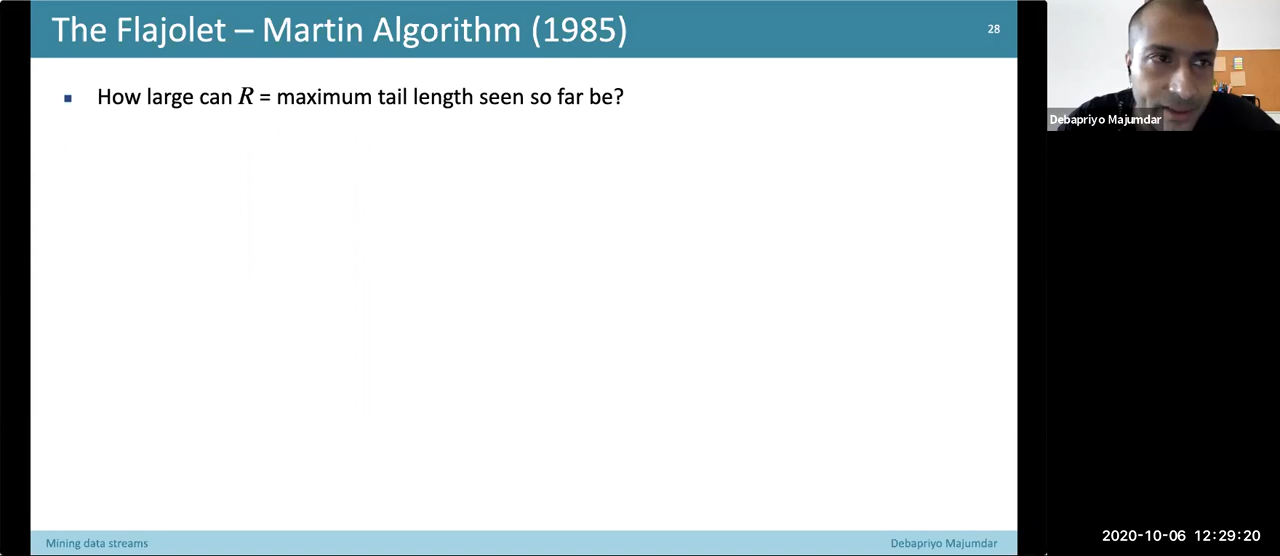 The Flajolet – Martin Algorithm (1985)
28
▪ How large can R = maximum tail length seen so far be?
Debapriyo Majumdar
Mining data streams
Debapriyo Majumdar
2020-10-06 12:29:20